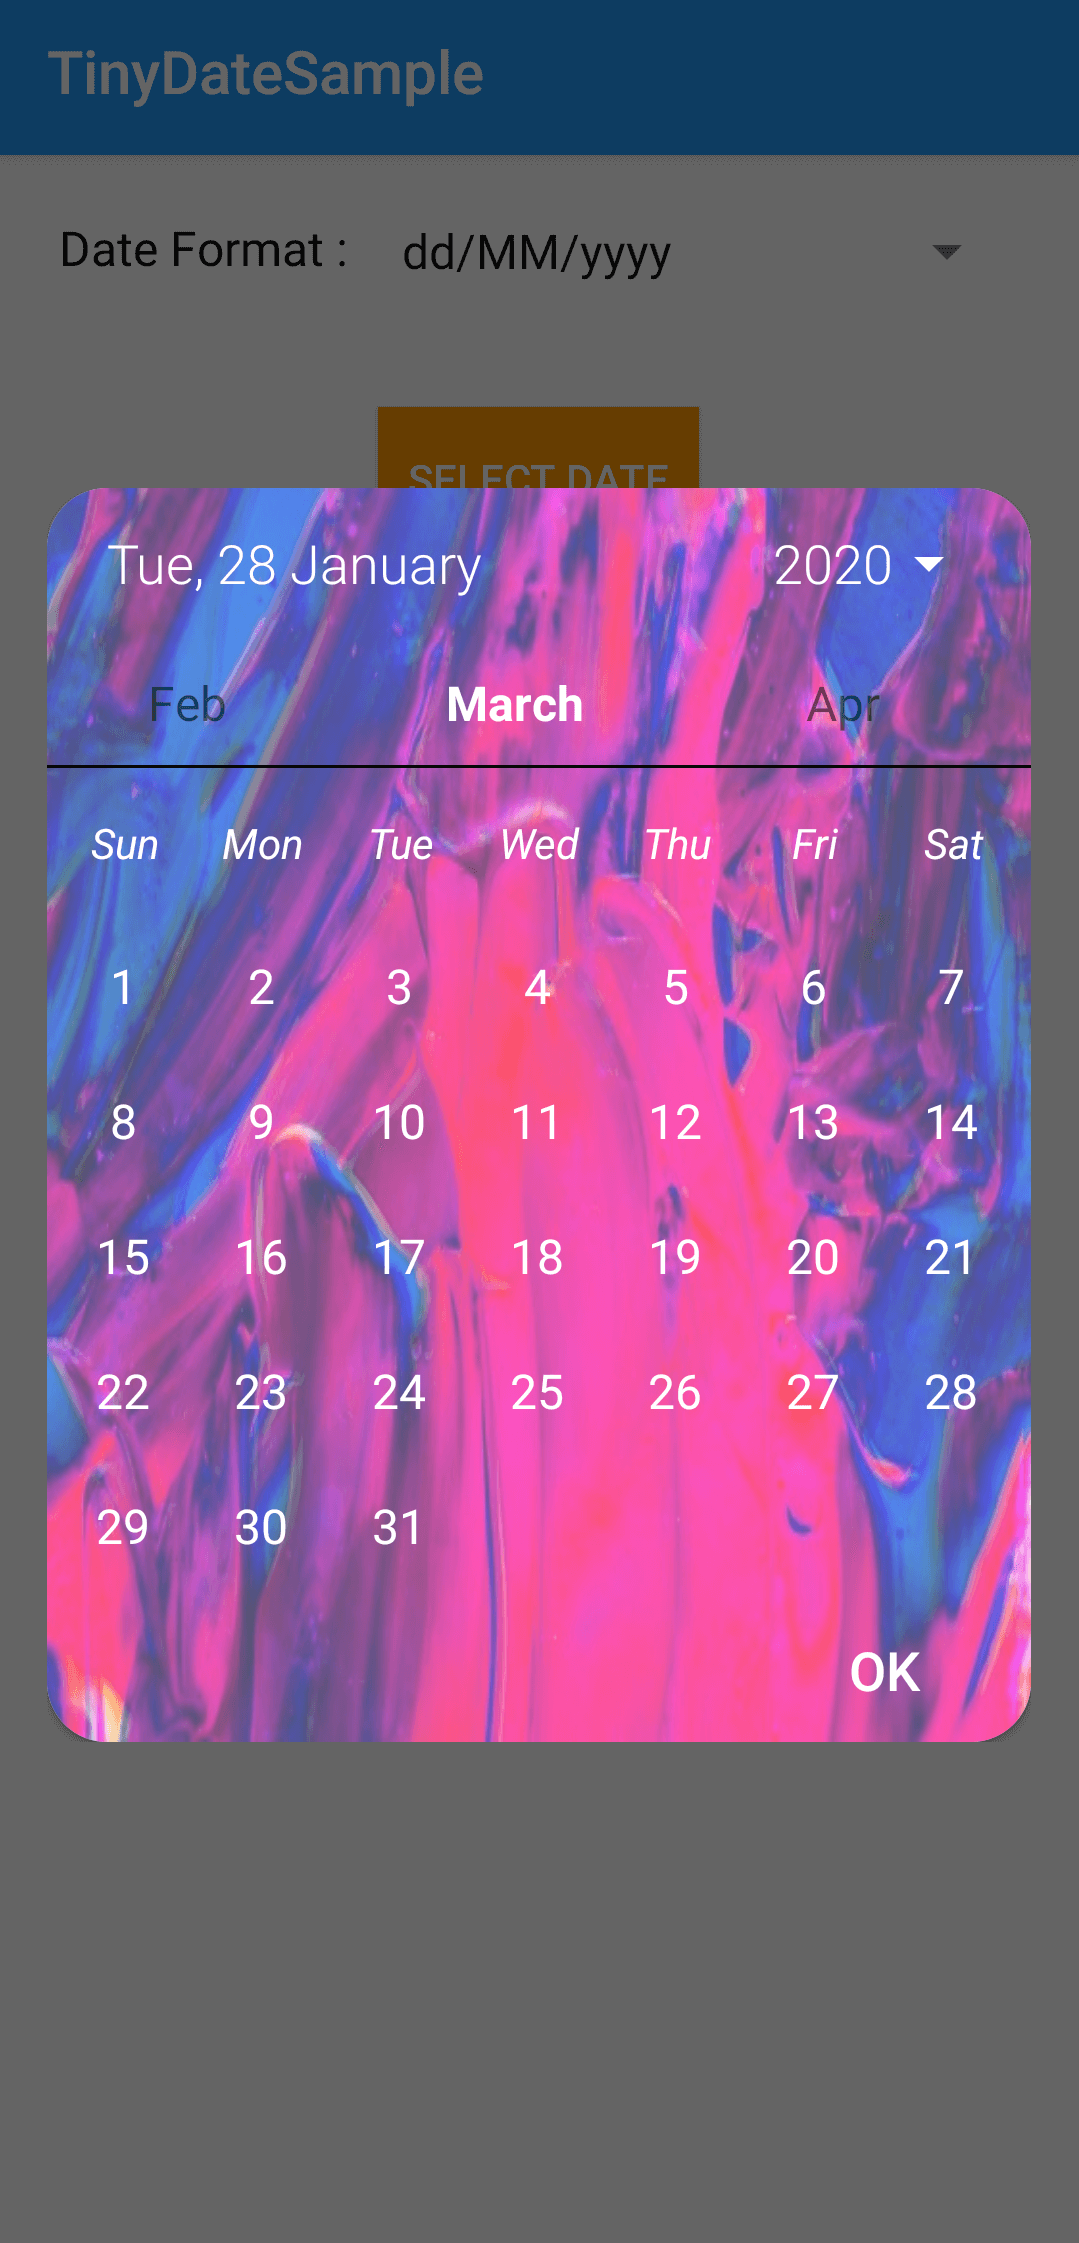 TinyDateSample
Date Format : dd/MM/yyyy
SELECT DATE
Tue, 28 January 2020
Feb March Apr
Sun Mon Tue Wed Thu Fri Sat
1 2 3 4 5 6 7
8 9 10 11 12 13 14
15 16 17 18 19 20 21
22 23 24 25 26 27 28
29 30 31
OK